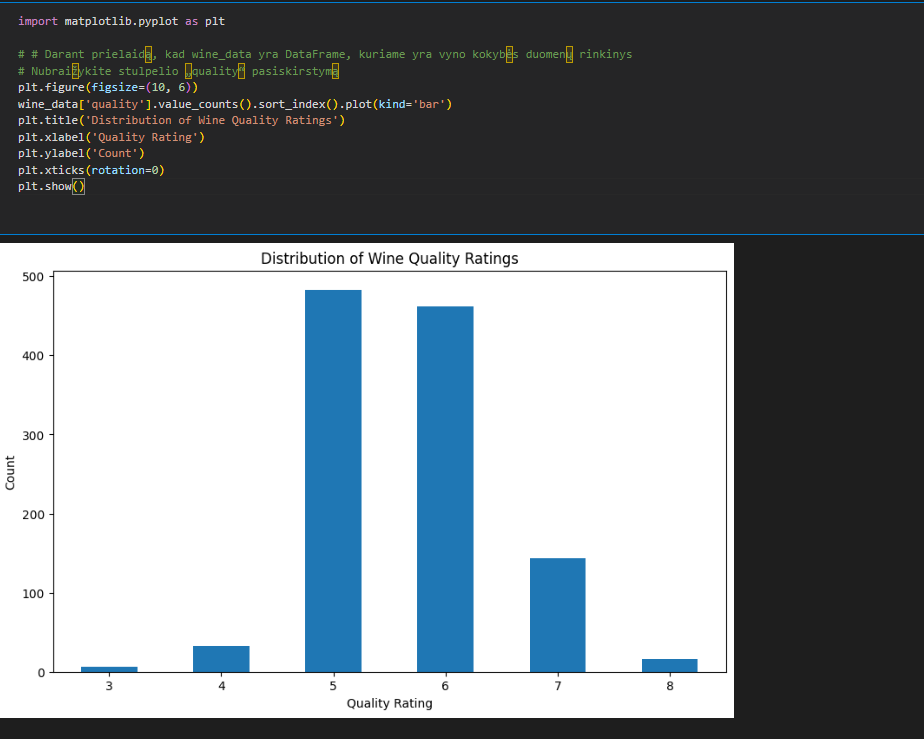 import matplotlib.pyplot as plt
# # Darant prielaidą, kad wine_data yra DataFrame, kuriame yra vyno kokybės duomenų rinkinys
# Nubraižykite stulpelio „quality“ pasiskirstymą
plt.figure(figsize=(10, 6))
wine_data['quality'].value_counts().sort_index().plot(kind='bar')
plt.title('Distribution of Wine Quality Ratings')
plt.xlabel('Quality Rating')
plt.ylabel('Count')
plt.xticks(rotation=0)
plt.show()
Distribution of Wine Quality Ratings
500
400
300
200
100
0
Count
3 4 5 6 7 8
Quality Rating